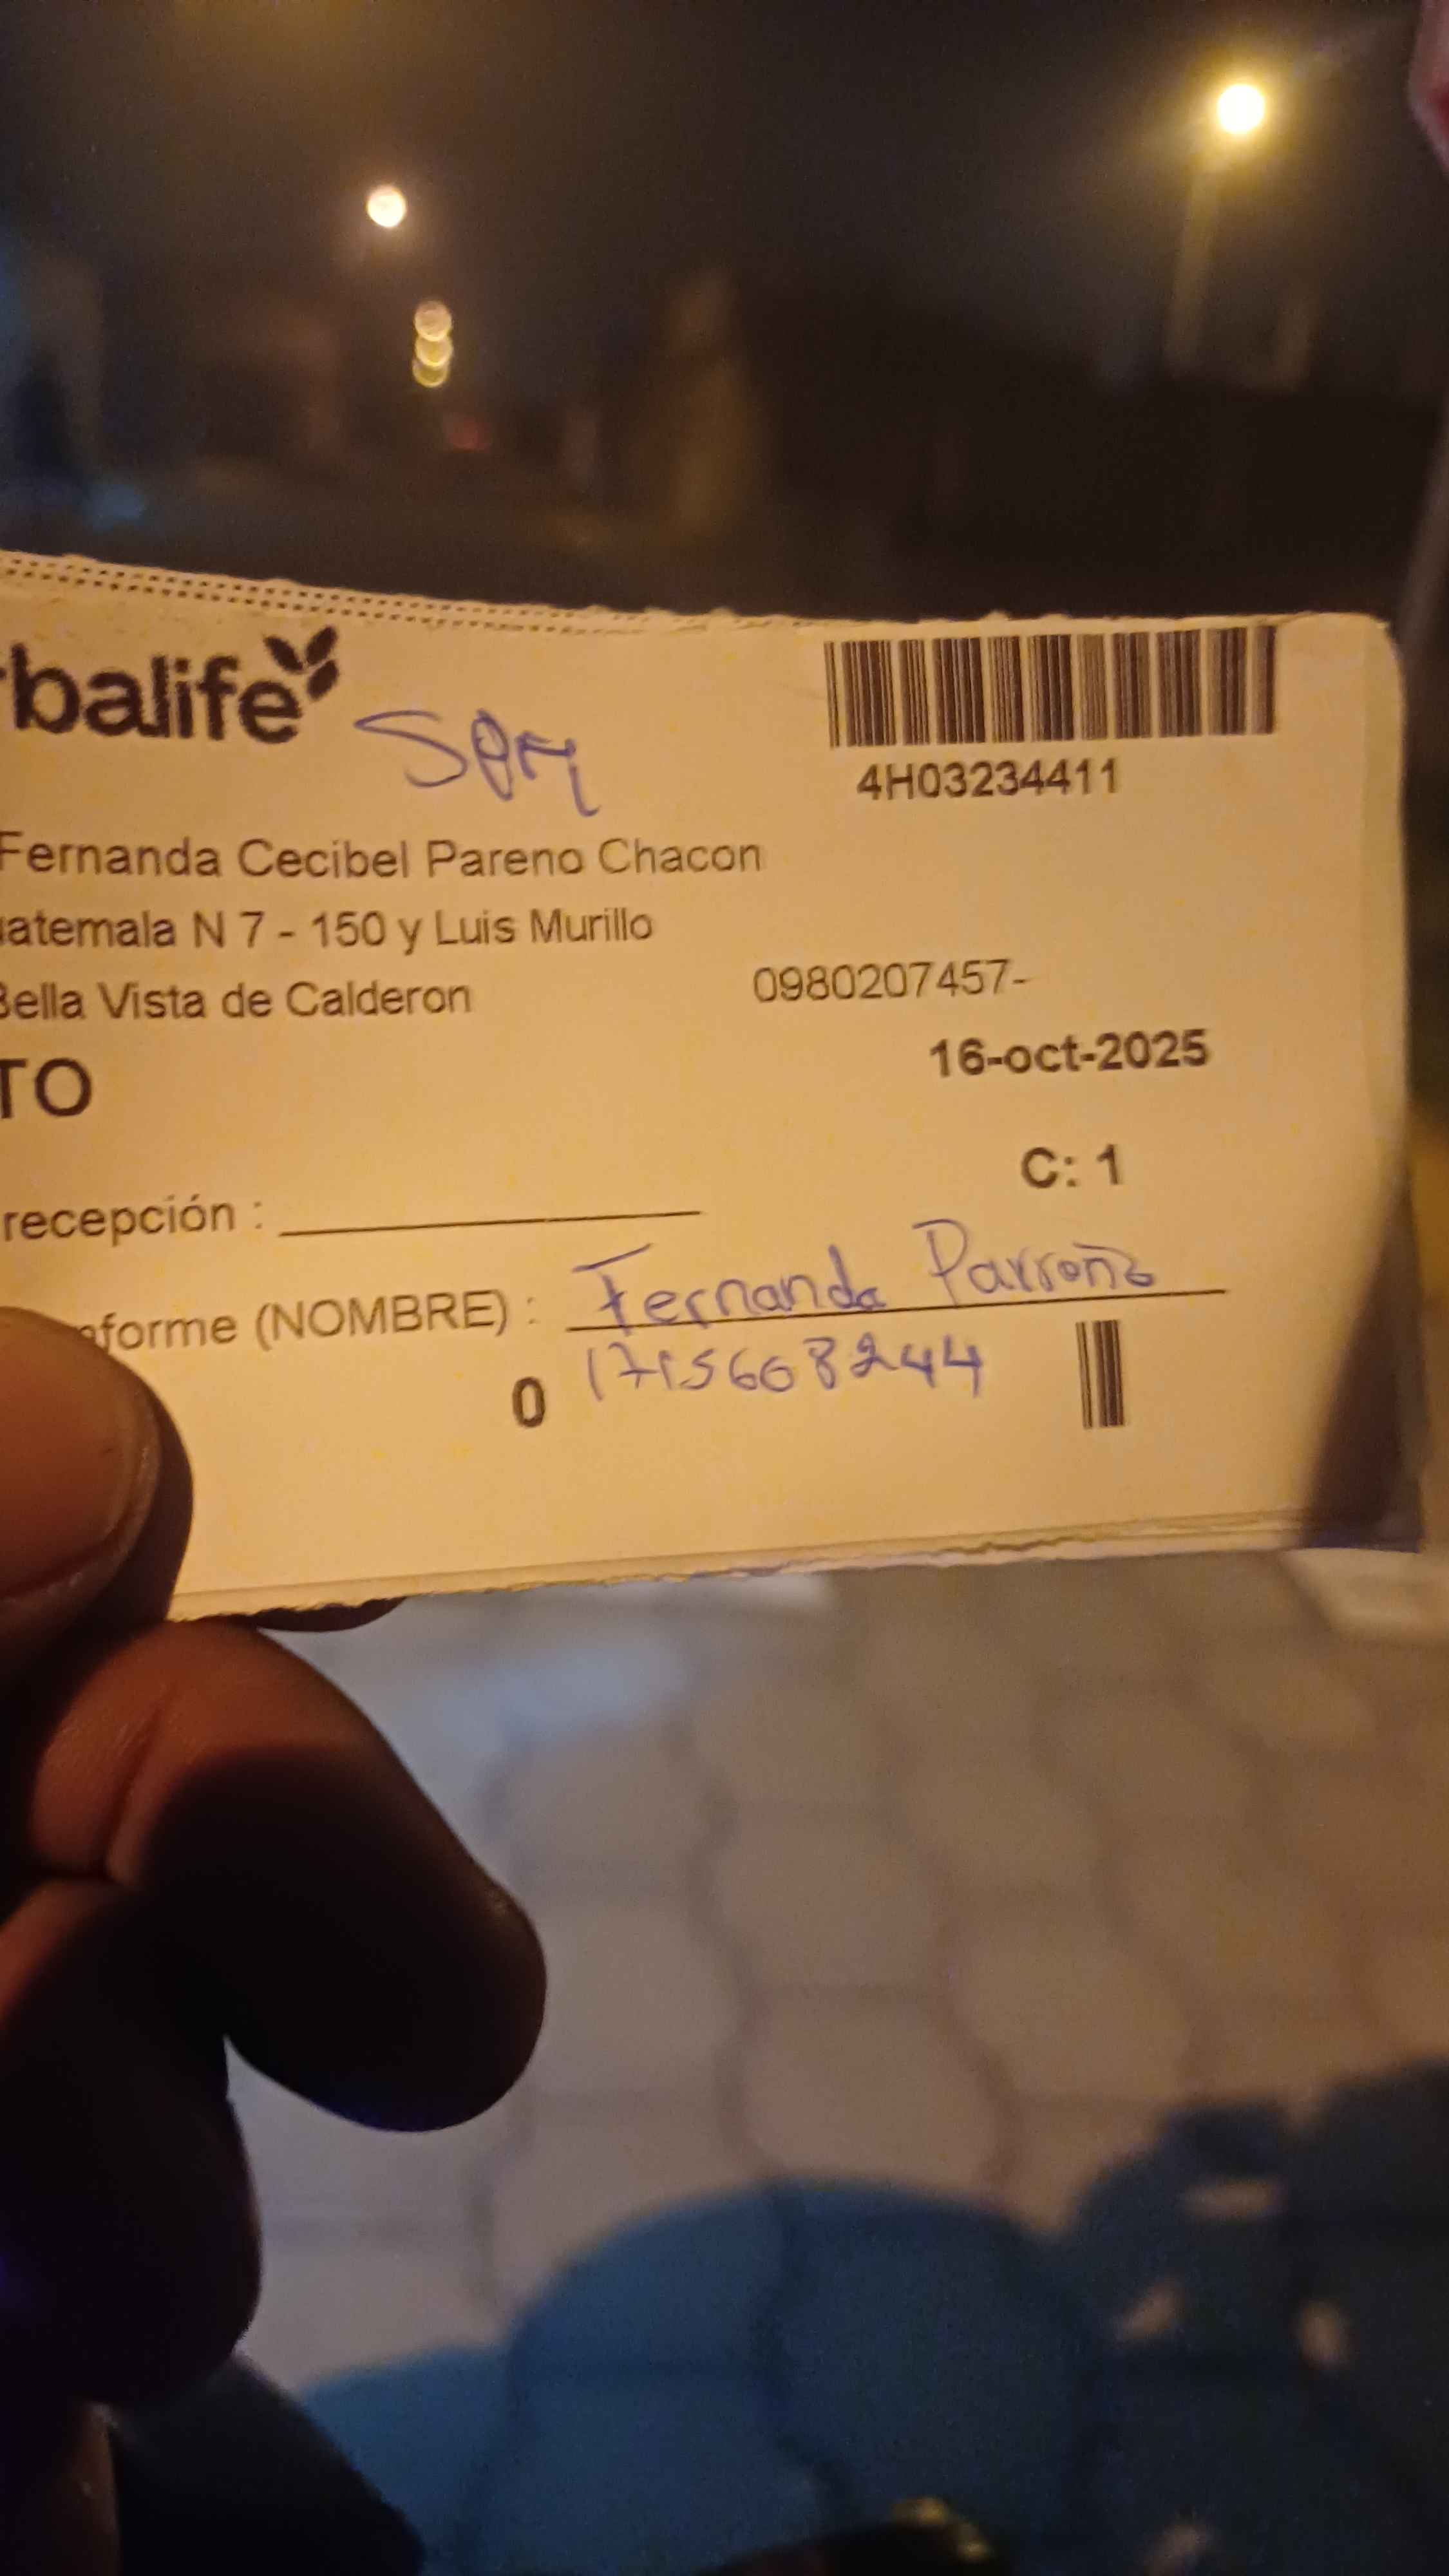 rbalife
4H03234411
Fernanda Cecibel Pareno Chacon
uatemala N 7 - 150 y Luis Murillo
Bella Vista de Calderon
0980207457-
16-oct-2025
TO
C: 1
recepción :
nforme (NOMBRE) : Fernanda Parreño
0 1715608244